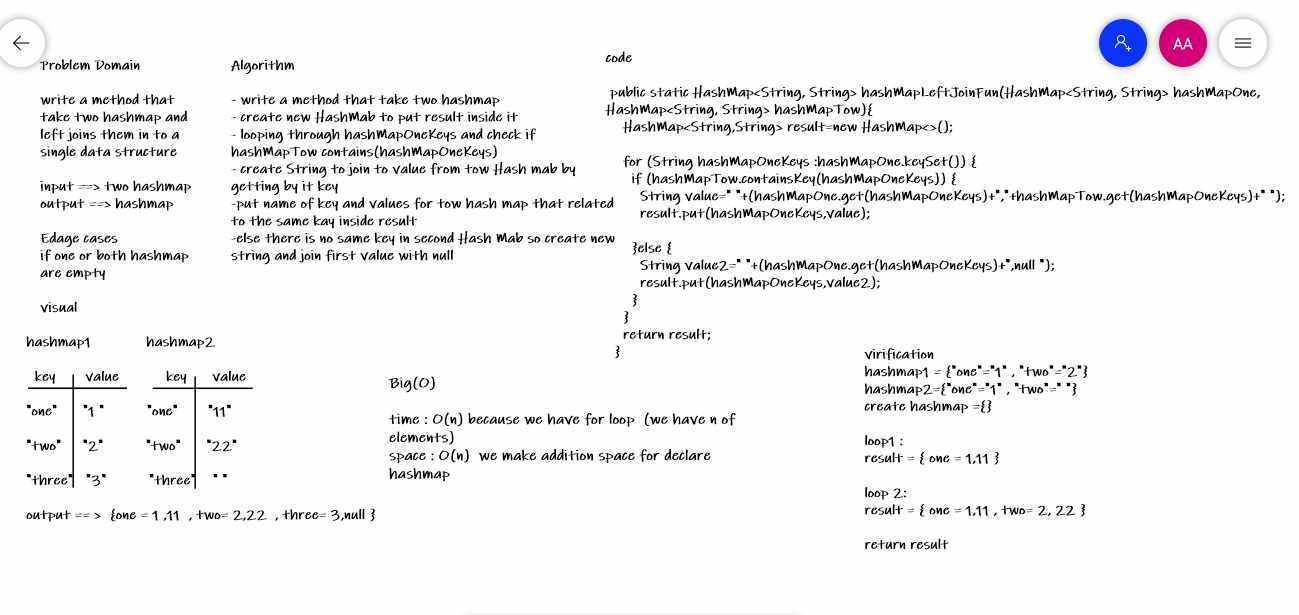 AA
Problem Domain
write a method that
take two hashmap and
left joins them in to a
single data structure
input ==> two hashmap
output ==> hashmap
Edage cases
if one or both hashmap
are empty
visual
Algorithm
- write a method that take two hashmap
- create new HashMab to put result inside it
- looping through hashMapOneKeys and check if
hashMapTow contains(hashMapOneKeys)
- create String to join to value from tow Hash mab by
getting by it key
-put name of key and values for tow hash map that related
to the same kay inside result
-else there is no same key in second Hash Mab so create new
string and join first value with null
code
public static HashMap<String, String> hashMapLeftJoinFun(HashMap<String, String> hashMapOne,
HashMap<String, String> hashMapTow){
HashMap<String,String> result=new HashMap<>();
for (String hashMapOneKeys :hashMapOne.keySet()) {
if (hashMapTow.containsKey(hashMapOneKeys)) {
String value=" "+(hashMapOne.get(hashMapOneKeys)+","+hashMapTow.get(hashMapOneKeys)+" ");
result.put(hashMapOneKeys,value);
}else {
String value2=" "+(hashMapOne.get(hashMapOneKeys)+",null ");
result.put(hashMapOneKeys,value2);
}
}
return result;
}
hashmap1 hashmap2
key value key value
"one" "1 " "one" "11"
"two" "2" "two" "22"
"three" "3" "three" " "
output == > {one = 1 ,11 , two= 2,22 , three= 3,null }
Big(O)
time : O(n) because we have for loop (we have n of
elements)
space : O(n) we make addition space for declare
hashmap
virification
hashmap1 = {"one"="1" , "two"="2"}
hashmap2={"one"="1" , "two"=" "}
create hashmap ={}
loop1 :
result = { one = 1,11 }
loop 2:
result = { one = 1,11 , two= 2, 22 }
return result